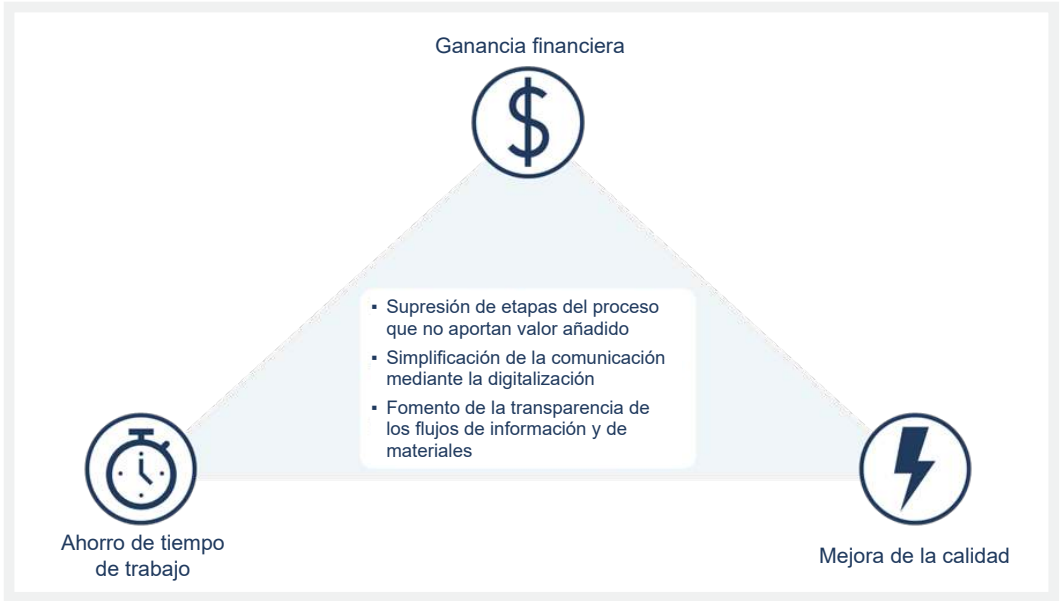 Ganancia financiera
▪ Supresión de etapas del proceso
que no aportan valor añadido
▪ Simplificación de la comunicación
mediante la digitalización
▪ Fomento de la transparencia de
los flujos de información y de
materiales
Ahorro de tiempo
de trabajo
Mejora de la calidad